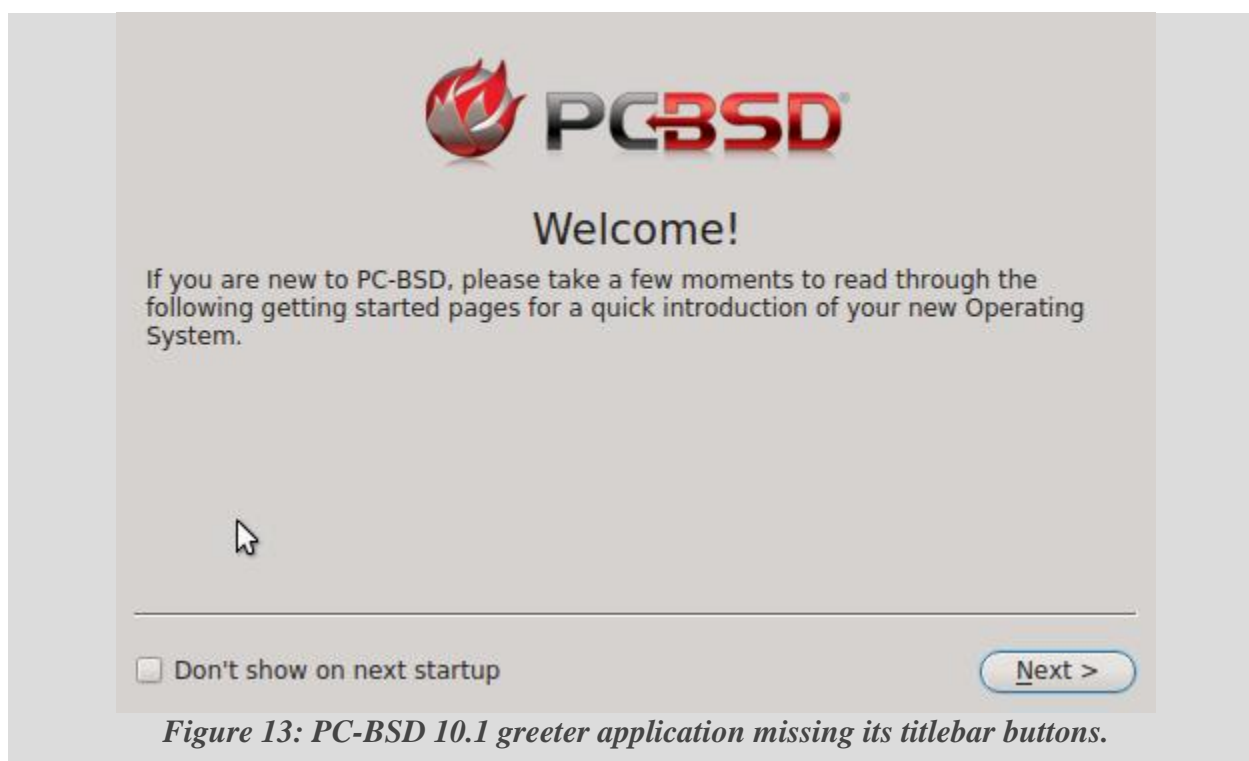 PCBSD®
Welcome!
If you are new to PC-BSD, please take a few moments to read through the
following getting started pages for a quick introduction of your new Operating
System.
Don't show on next startup
Next >
Figure 13: PC-BSD 10.1 greeter application missing its titlebar buttons.